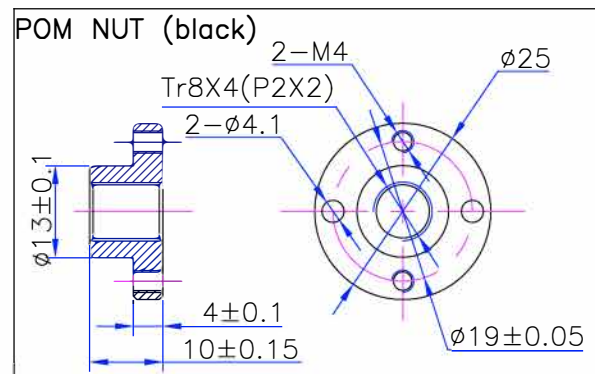 POM NUT (black)
2-M4
ø25
Tr8X4(P2X2)
2-ø4.1
ø13±0.1
4±0.1
10±0.15
ø19±0.05